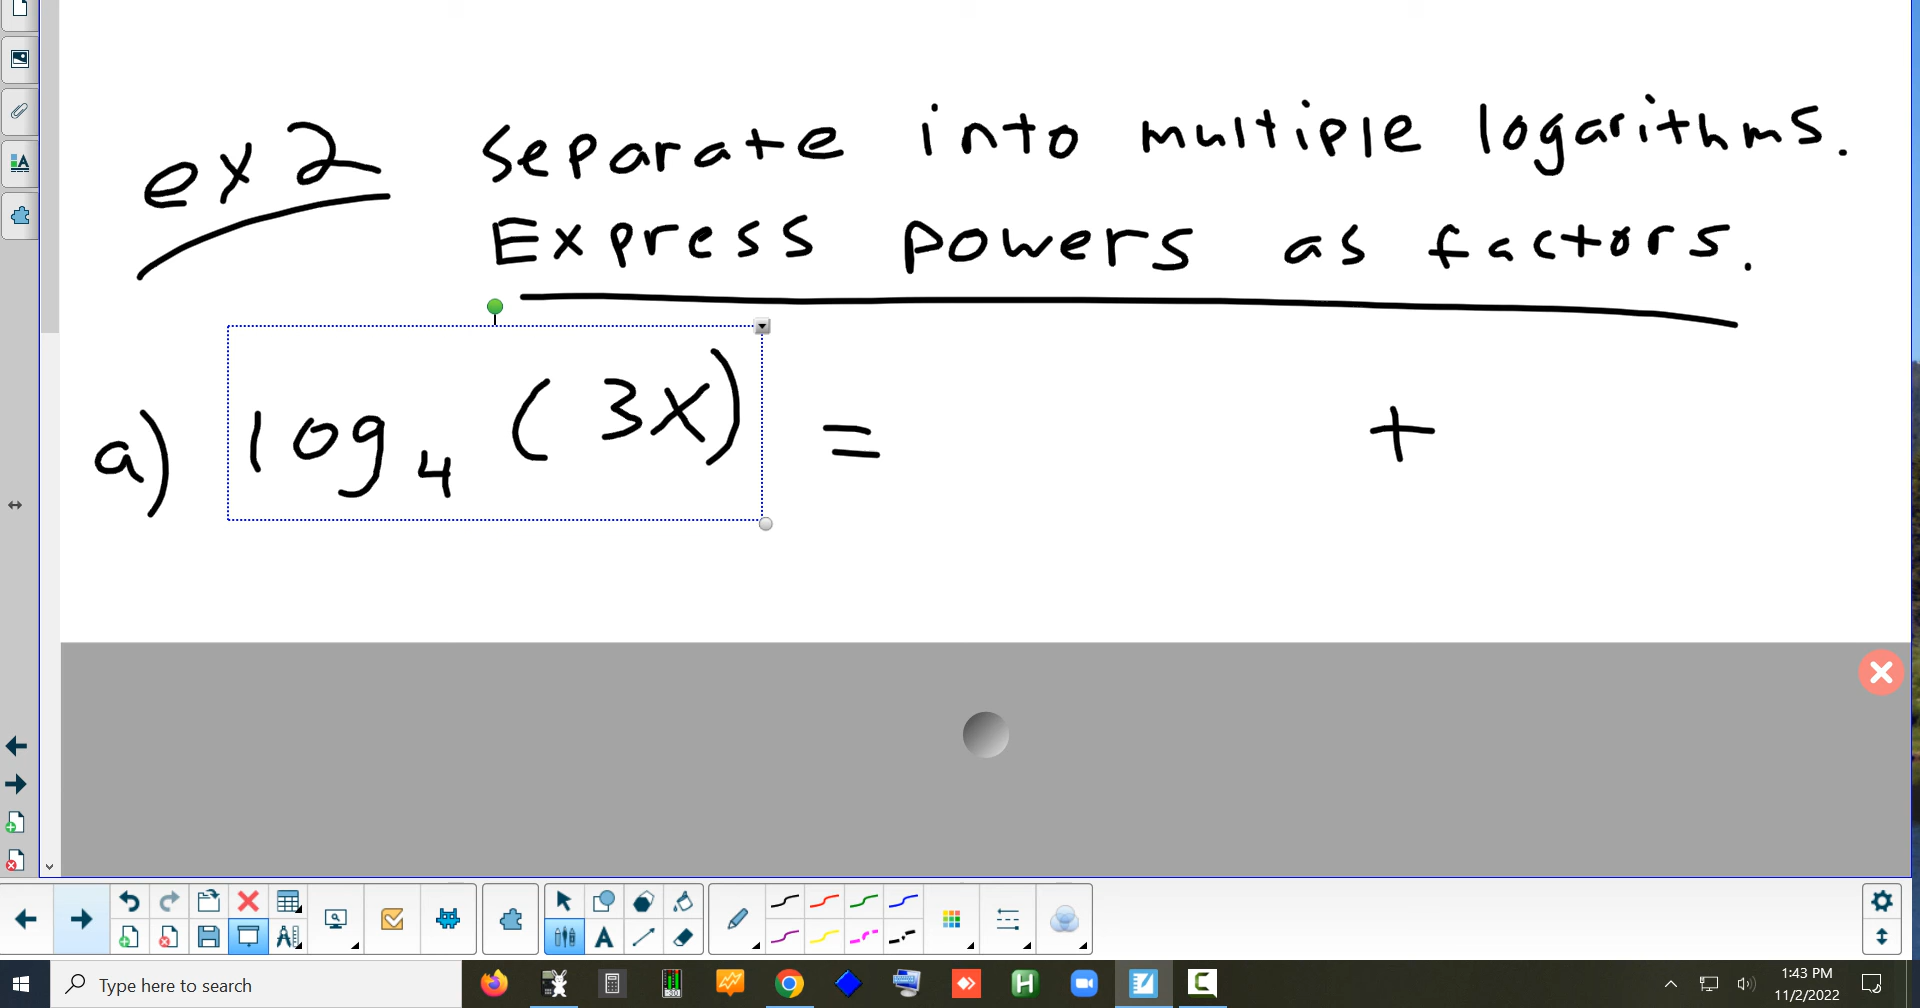 ex 2 Separate into multiple logarithms.
Express powers as factors.
a) log₄ (3x) = +
Type here to search
1:43 PM
11/2/2022